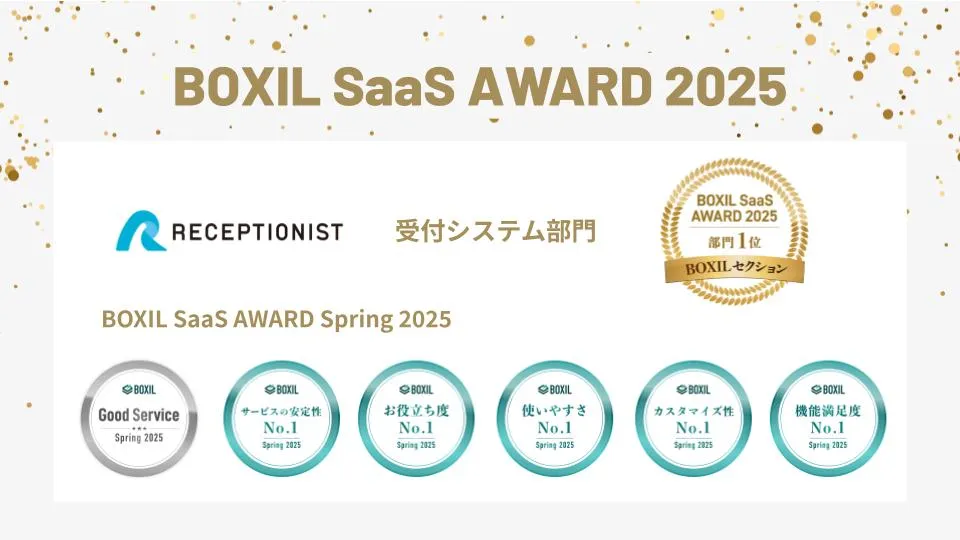 BOXIL SaaS AWARD 2025
RECEPTIONIST
受付システム部門
BOXIL SaaS
AWARD 2025
部門1位
BOXILセクション
BOXIL SaaS AWARD Spring 2025
BOXIL
Good Service
Spring 2025
BOXIL
サービスの安定性
No.1
Spring 2025
BOXIL
お役立ち度
No.1
Spring 2025
BOXIL
使いやすさ
No.1
Spring 2025
BOXIL
カスタマイズ性
No.1
Spring 2025
BOXIL
機能満足度
No.1
Spring 2025